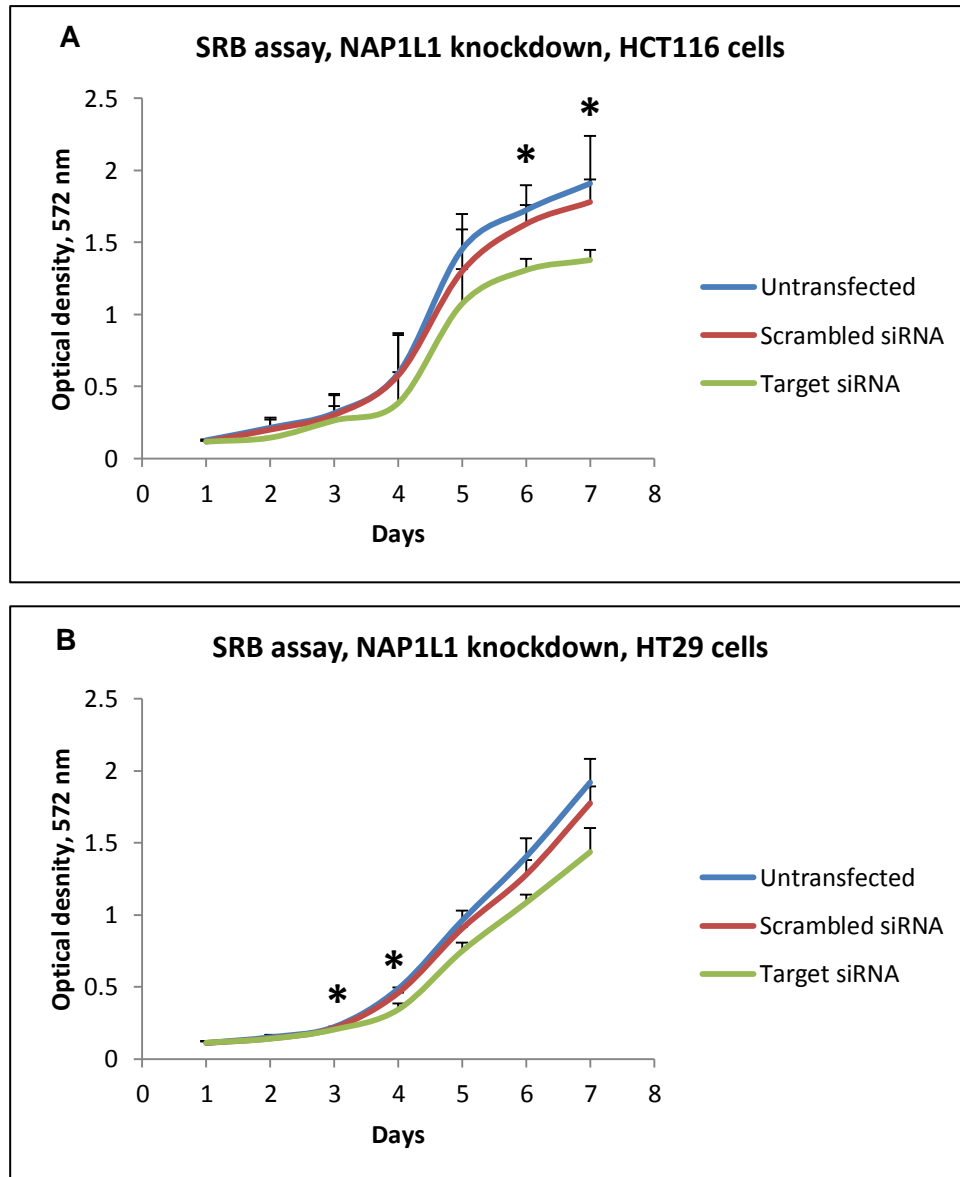 A
SRB assay, NAP1L1 knockdown, HCT116 cells
2.5
2
1.5
1
0.5
0
Optical density, 572 nm
* *
0 1 2 3 4 5 6 7 8
Days
Untransfected
Scrambled siRNA
Target siRNA
B
SRB assay, NAP1L1 knockdown, HT29 cells
2.5
2
1.5
1
0.5
0
Optical desnity, 572 nm
* *
0 1 2 3 4 5 6 7 8
Days
Untransfected
Scrambled siRNA
Target siRNA